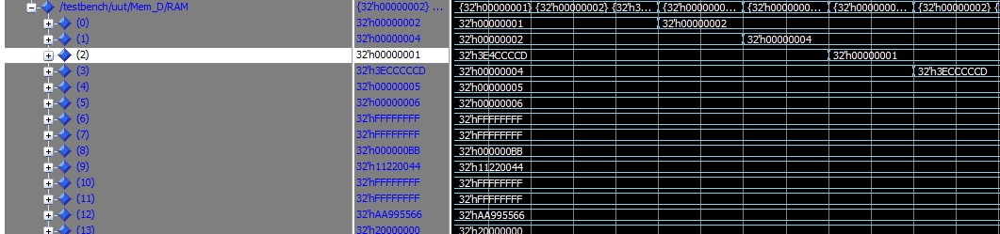 /testbench/uut/Mem_D/RAM {32'h00000002} ... {32'h00000001} {32'h00000002} {32'h3... {32'h0000000... {32'h0000000... {32'h0000000... {32'h00000002} {
(0) 32'h00000002 32'h00000001 32'h00000002
(1) 32'h00000004 32'h00000002 32'h00000004
(2) 32'h00000001 32'h3E4CCCCD 32'h00000001
(3) 32'h3ECCCCCD 32'h00000004 32'h3ECCCCCD
(4) 32'h00000005 32'h00000005
(5) 32'h00000006 32'h00000006
(6) 32'hFFFFFFFF 32'hFFFFFFFF
(7) 32'hFFFFFFFF 32'hFFFFFFFF
(8) 32'h000000BB 32'h000000BB
(9) 32'h11220044 32'h11220044
(10) 32'hFFFFFFFF 32'hFFFFFFFF
(11) 32'hFFFFFFFF 32'hFFFFFFFF
(12) 32'hAA995566 32'hAA995566
(13) 32'h20000000 32'h20000000